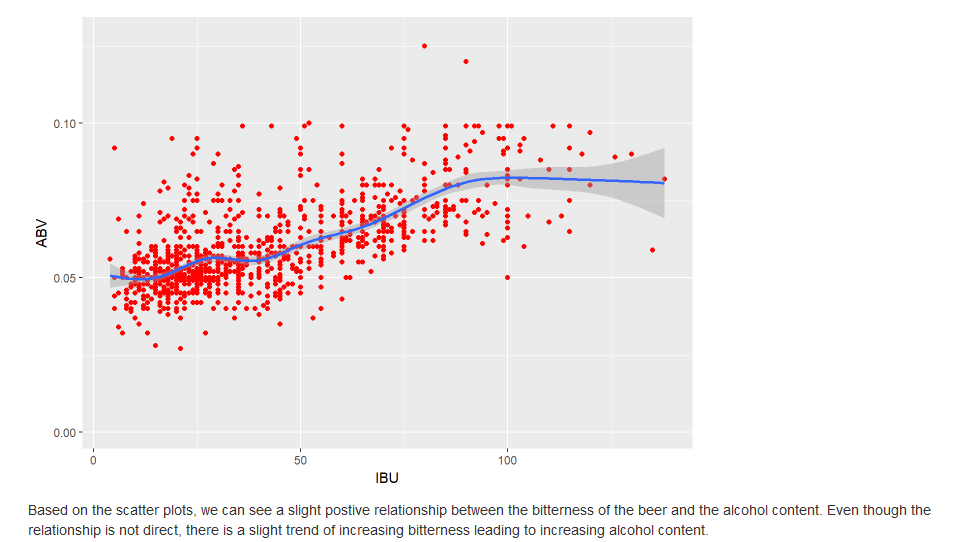 0.10
ABV
0.05
0.00
0
50
100
IBU
Based on the scatter plots, we can see a slight postive relationship between the bitterness of the beer and the alcohol content. Even though the
relationship is not direct, there is a slight trend of increasing bitterness leading to increasing alcohol content.